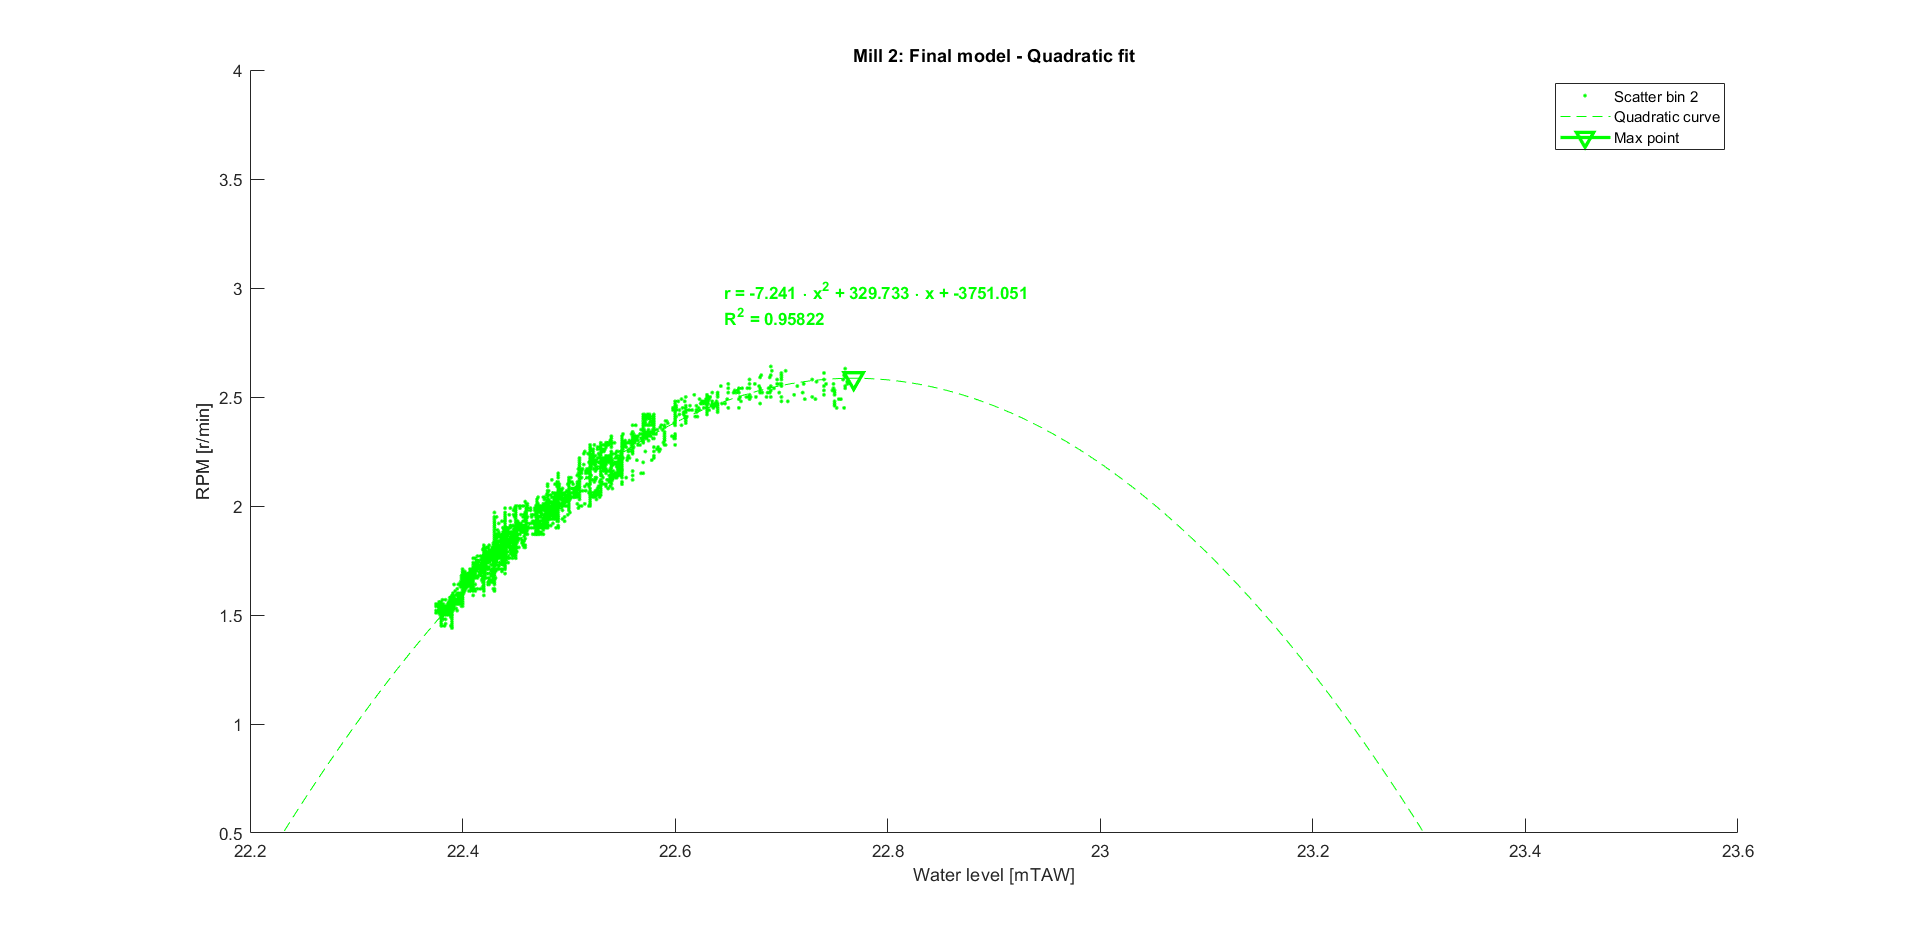 Mill 2: Final model - Quadratic fit
4
3.5
3
2.5
2
1.5
1
0.5
RPM [r/min]
Scatter bin 2
Quadratic curve
Max point
r = -7.241 · x² + 329.733 · x + -3751.051
R² = 0.95822
22.2 22.4 22.6 22.8 23 23.2 23.4 23.6
Water level [mTAW]